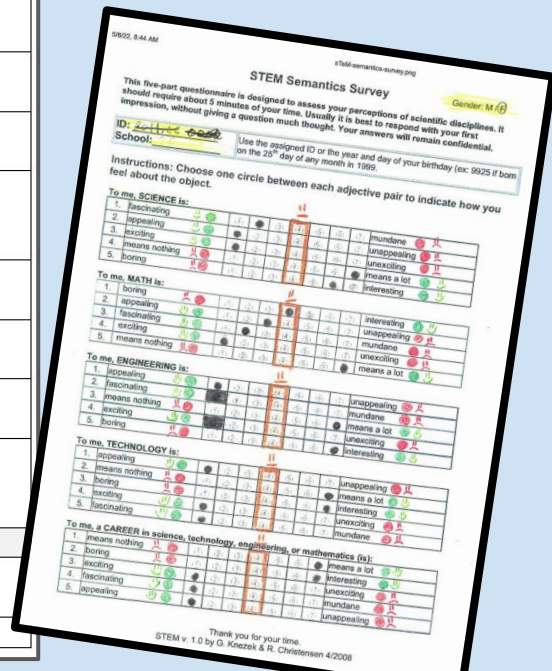 5/8/22, 8:44 AM
sTeM-semantics-survey.png
STEM Semantics Survey
Gender: M / F
This five-part questionnaire is designed to assess your perceptions of scientific disciplines. It
should require about 5 minutes of your time. Usually it is best to respond with your first
impression, without giving a question much thought. Your answers will remain confidential.
ID:
School:
Use the assigned ID or the year and day of your birthday (ex: 9925 if born
on the 25th day of any month in 1999.
Instructions: Choose one circle between each adjective pair to indicate how you
feel about the object.
To me, SCIENCE is:
1. fascinating mundane
2. appealing unappealing
3. exciting unexciting
4. means nothing means a lot
5. boring interesting
To me, MATH is:
1. boring interesting
2. appealing unappealing
3. fascinating mundane
4. exciting unexciting
5. means nothing means a lot
To me, ENGINEERING is:
1. appealing unappealing
2. fascinating mundane
3. means nothing means a lot
4. exciting unexciting
5. boring interesting
To me, TECHNOLOGY is:
1. appealing unappealing
2. means nothing means a lot
3. boring interesting
4. exciting unexciting
5. fascinating mundane
To me, a CAREER in science, technology, engineering, or mathematics (is):
1. means nothing means a lot
2. boring interesting
3. exciting unexciting
4. fascinating mundane
5. appealing unappealing
Thank you for your time.
STEM v. 1.0 by G. Knezek & R. Christensen 4/2008